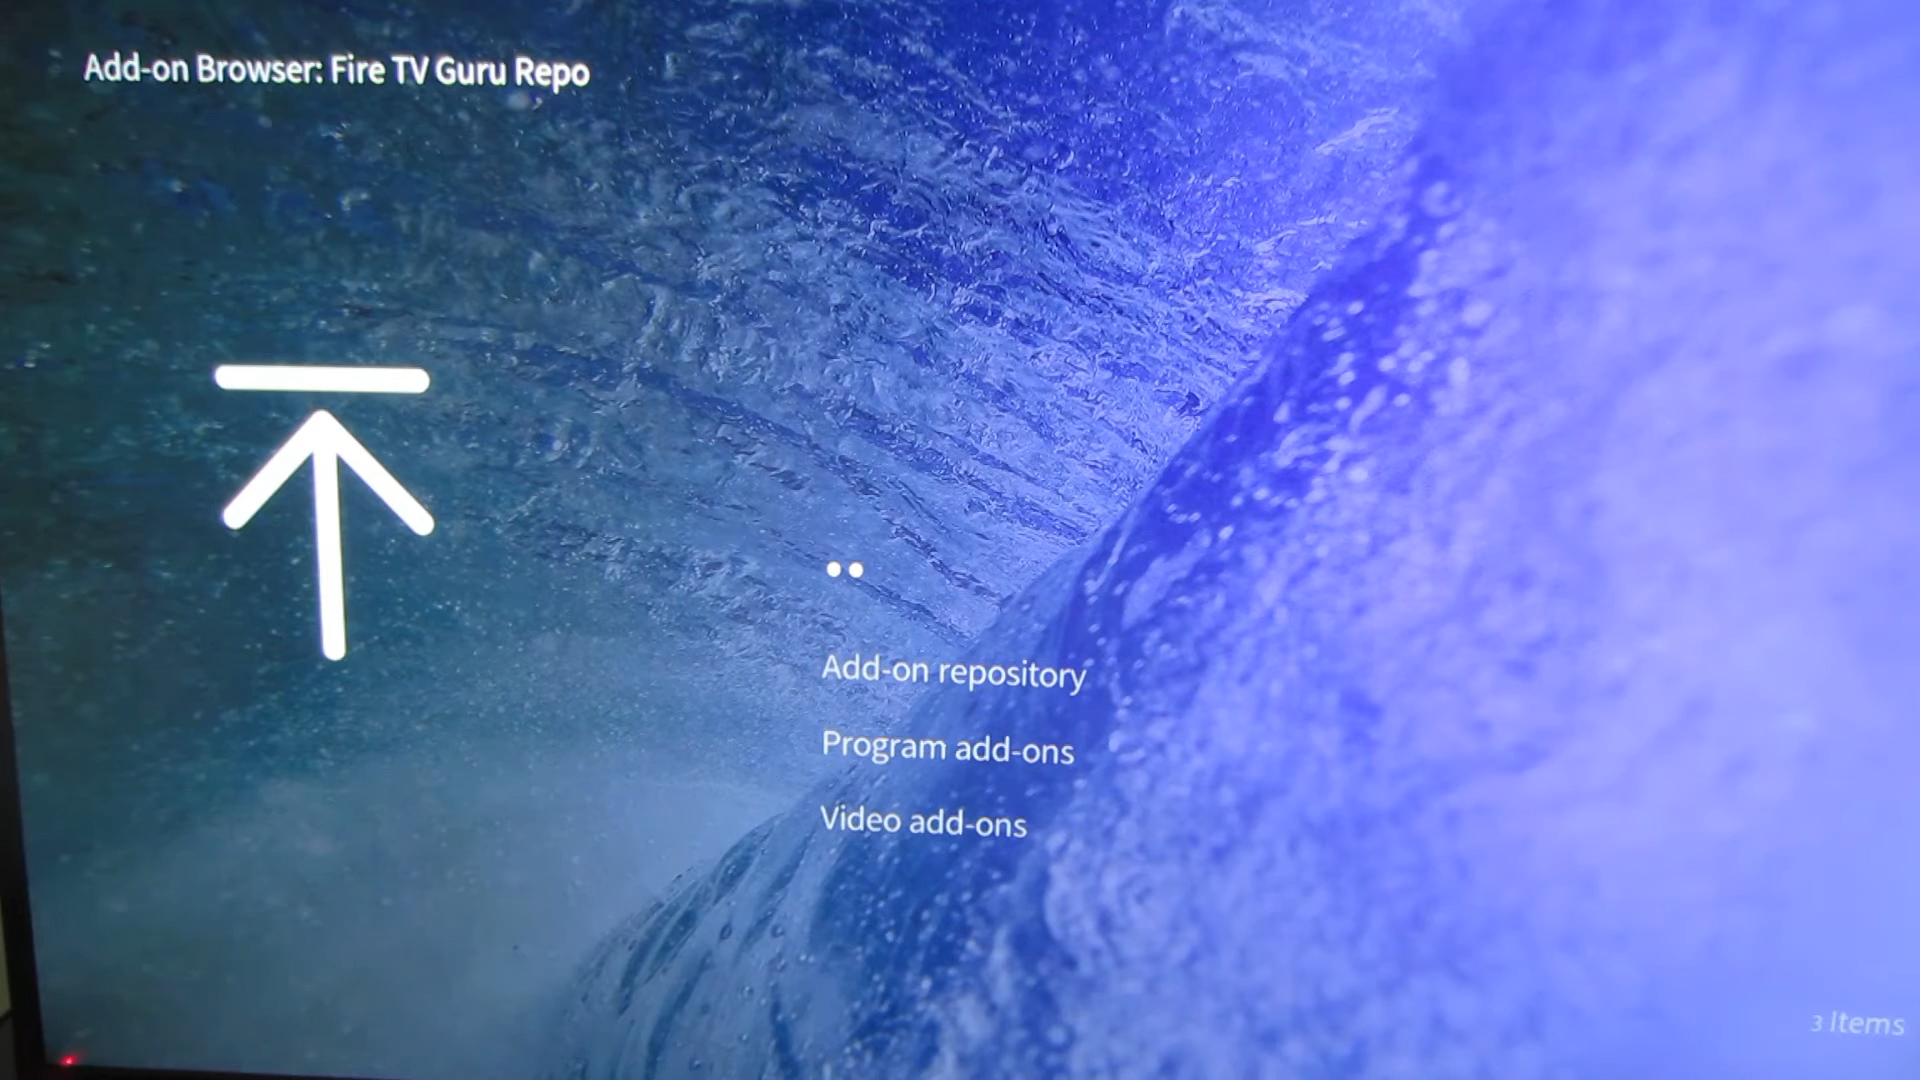 Add-on Browser: Fire TV Guru Repo
..
Add-on repository
Program add-ons
Video add-ons
3 Items